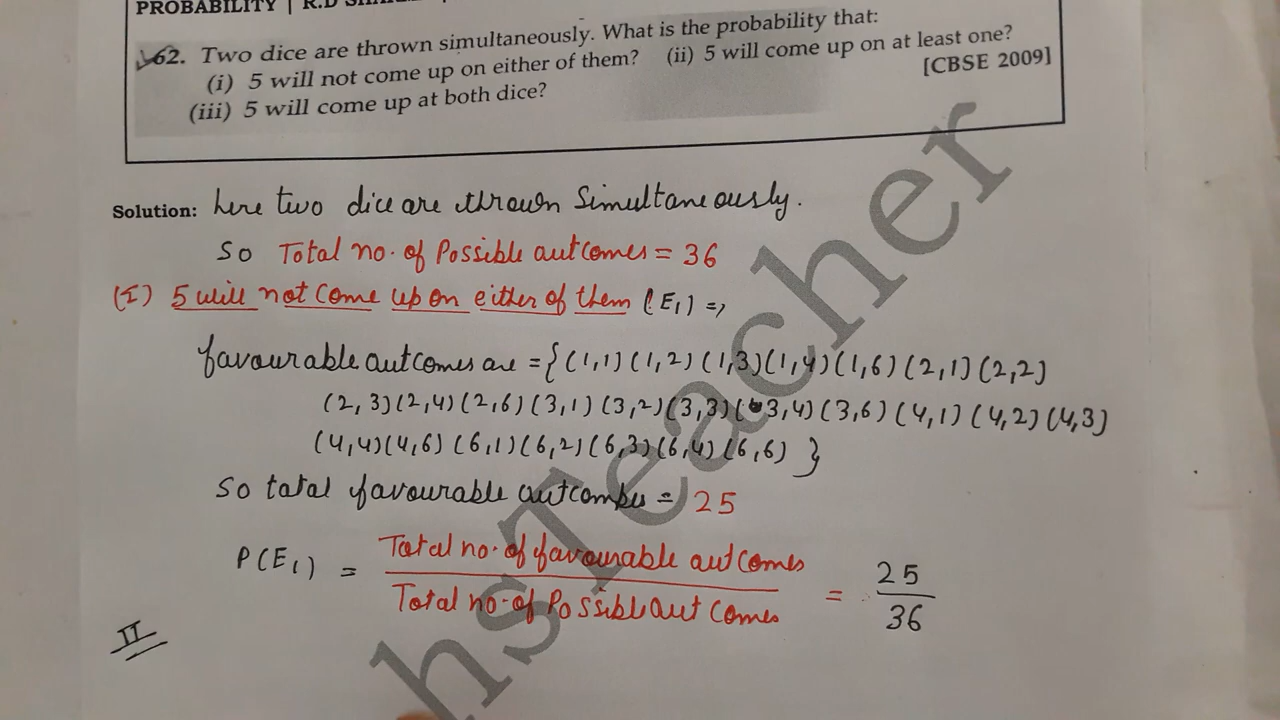 PROBABILITY | R.D
62. Two dice are thrown simultaneously. What is the probability that:
(i) 5 will not come up on either of them? (ii) 5 will come up on at least one?
(iii) 5 will come up at both dice? [CBSE 2009]
Solution: here two dice are thrown Simultaneously.
So Total no. of Possible autcomes = 36
(I) 5 will not come up on either of them (E1) =>
favourable autcomes are = {(1,1) (1,2) (1,3) (1,4) (1,6) (2,1) (2,2)
(2,3) (2,4) (2,6) (3,1) (3,2) (3,3) (3,4) (3,6) (4,1) (4,2) (4,3)
(4,4) (4,6) (6,1) (6,2) (6,3) (6,4) (6,6) }
So total favourable autcombes = 25
P(E1) = Total no. of favourable autcomes / Total no. of Possible autcomes = 25/36
II
hsTeacher